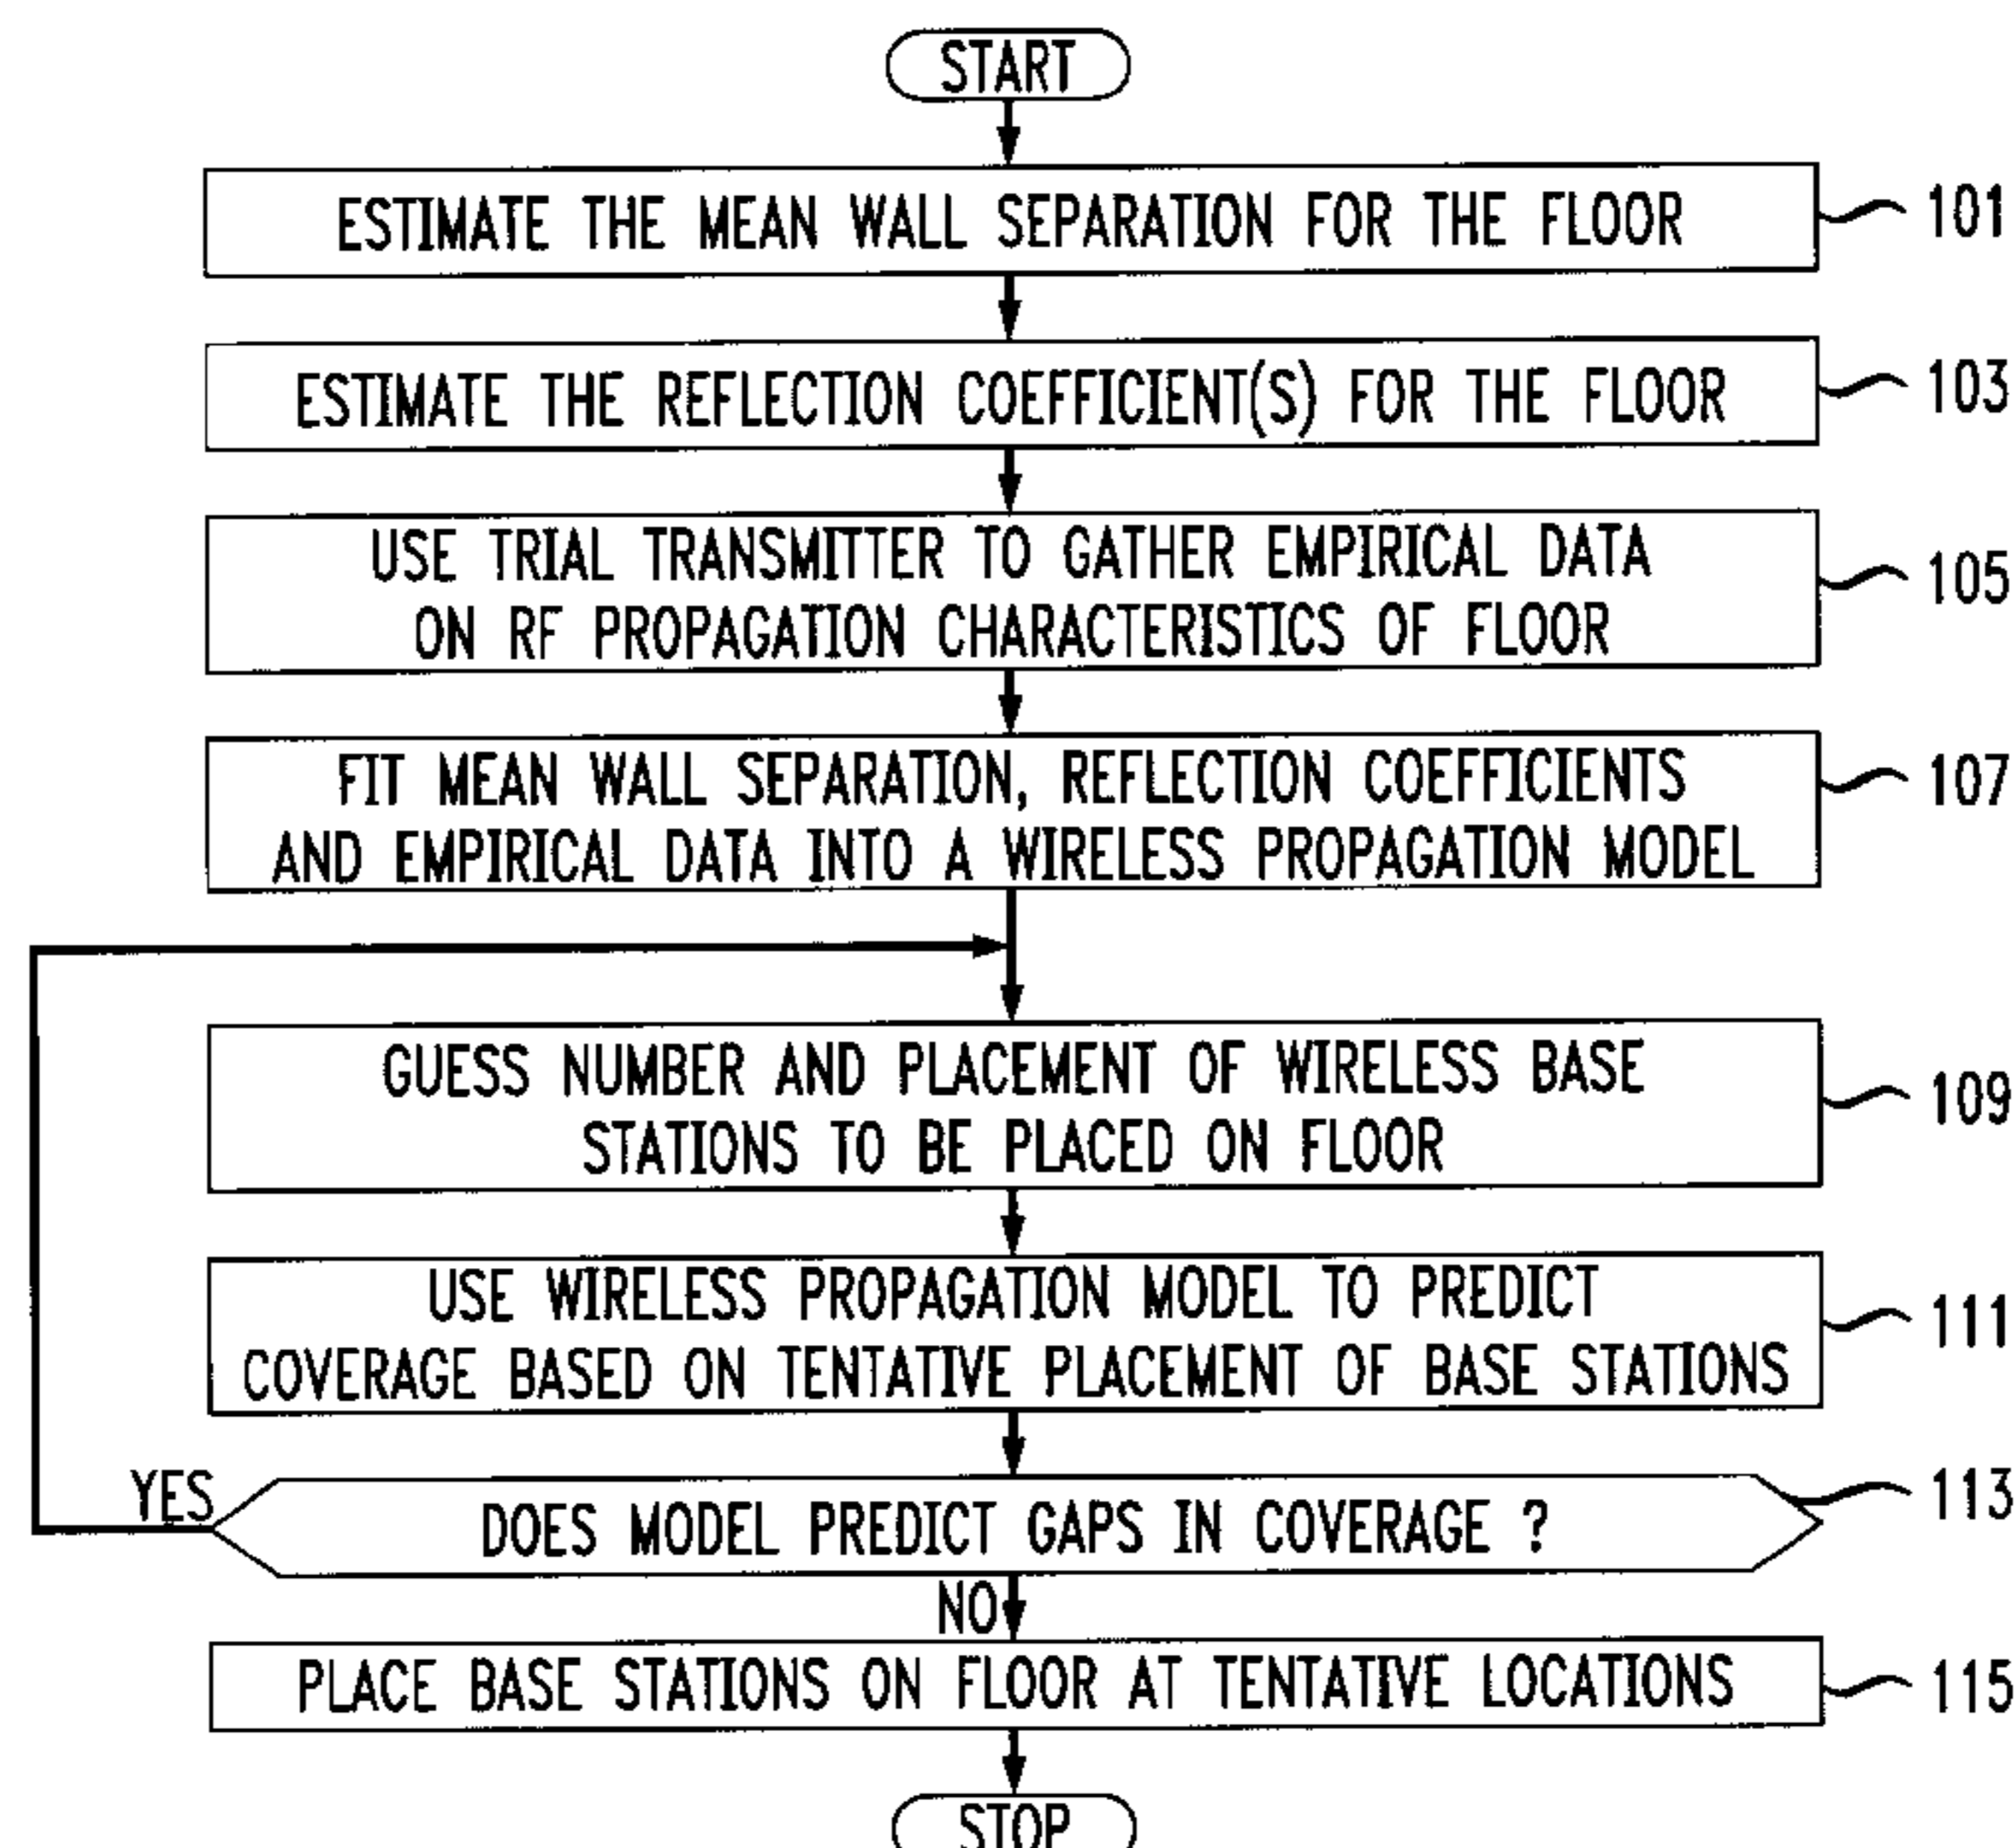 START
ESTIMATE THE MEAN WALL SEPARATION FOR THE FLOOR
101
ESTIMATE THE REFLECTION COEFFICIENT(S) FOR THE FLOOR
103
USE TRIAL TRANSMITTER TO GATHER EMPIRICAL DATA
ON RF PROPAGATION CHARACTERISTICS OF FLOOR
105
FIT MEAN WALL SEPARATION, REFLECTION COEFFICIENTS
AND EMPIRICAL DATA INTO A WIRELESS PROPAGATION MODEL
107
GUESS NUMBER AND PLACEMENT OF WIRELESS BASE
STATIONS TO BE PLACED ON FLOOR
109
USE WIRELESS PROPAGATION MODEL TO PREDICT
COVERAGE BASED ON TENTATIVE PLACEMENT OF BASE STATIONS
111
YES
DOES MODEL PREDICT GAPS IN COVERAGE ?
113
NO
PLACE BASE STATIONS ON FLOOR AT TENTATIVE LOCATIONS
115
STOP